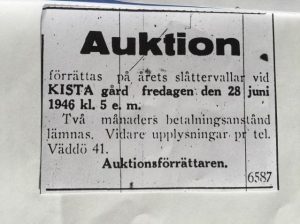 Auktion
förrättas på årets slåttervallar vid
KISTA gård fredagen den 28 juni
1946 kl. 5 e. m.
Två månaders betalningsanstånd
lämnas. Vidare upplysningar pr tel.
Väddö 41.
Auktionsförrättaren.
6587